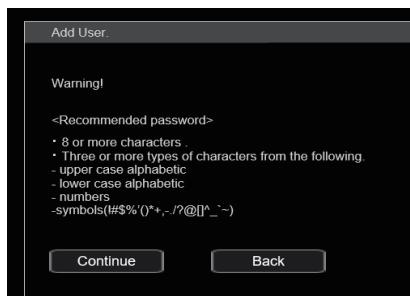 Add User.
Warning!
<Recommended password>
・8 or more characters .
・Three or more types of characters from the following.
- upper case alphabetic
- lower case alphabetic
- numbers
-symbols(!#$%'()*+,-./?@[]^_`~)
Continue
Back